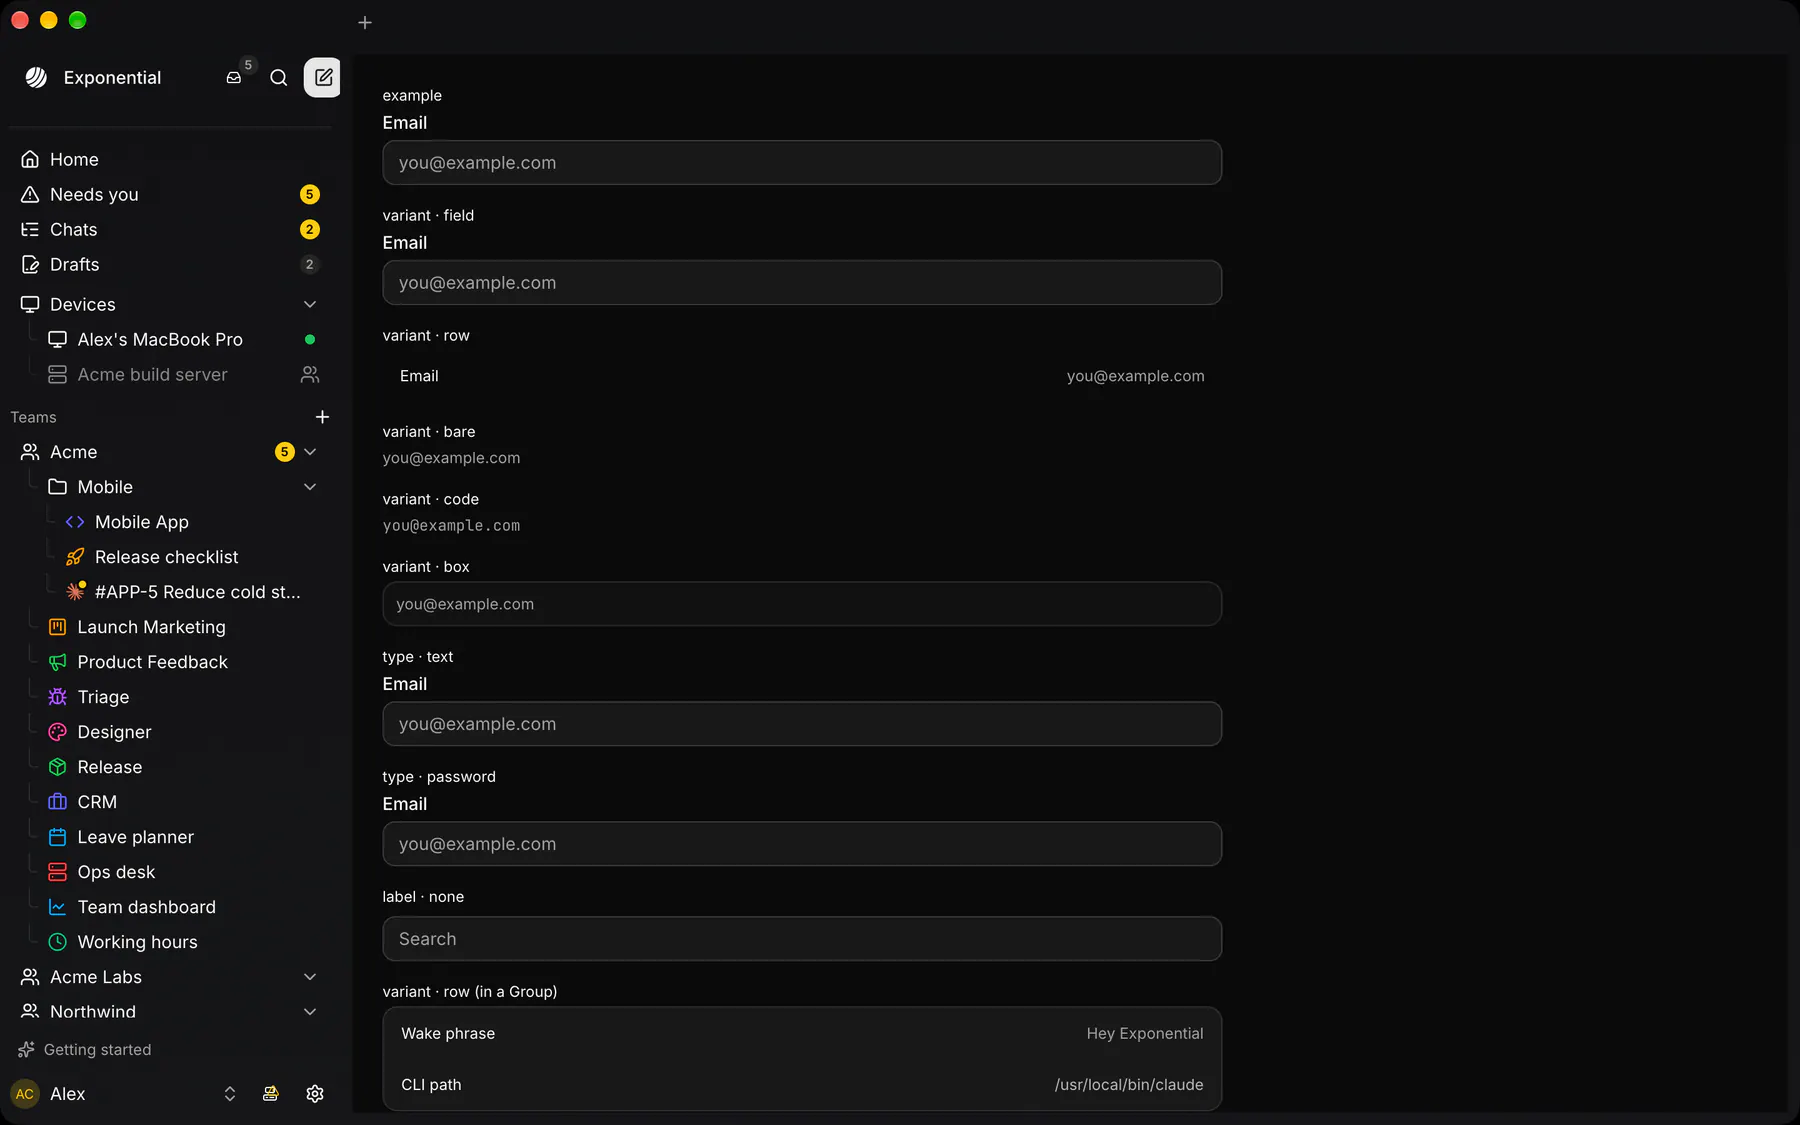 Exponential
5
Home
Needs you
5
Chats
2
Drafts
2
Devices
Alex's MacBook Pro
Acme build server
Teams
Acme
5
Mobile
Mobile App
Release checklist
#APP-5 Reduce cold st...
Launch Marketing
Product Feedback
Triage
Designer
Release
CRM
Leave planner
Ops desk
Team dashboard
Working hours
Acme Labs
Northwind
Getting started
AC
Alex
example
Email
you@example.com
variant · field
Email
you@example.com
variant · row
Email
you@example.com
variant · bare
you@example.com
variant · code
you@example.com
variant · box
you@example.com
type · text
Email
you@example.com
type · password
Email
you@example.com
label · none
Search
variant · row (in a Group)
Wake phrase
Hey Exponential
CLI path
/usr/local/bin/claude